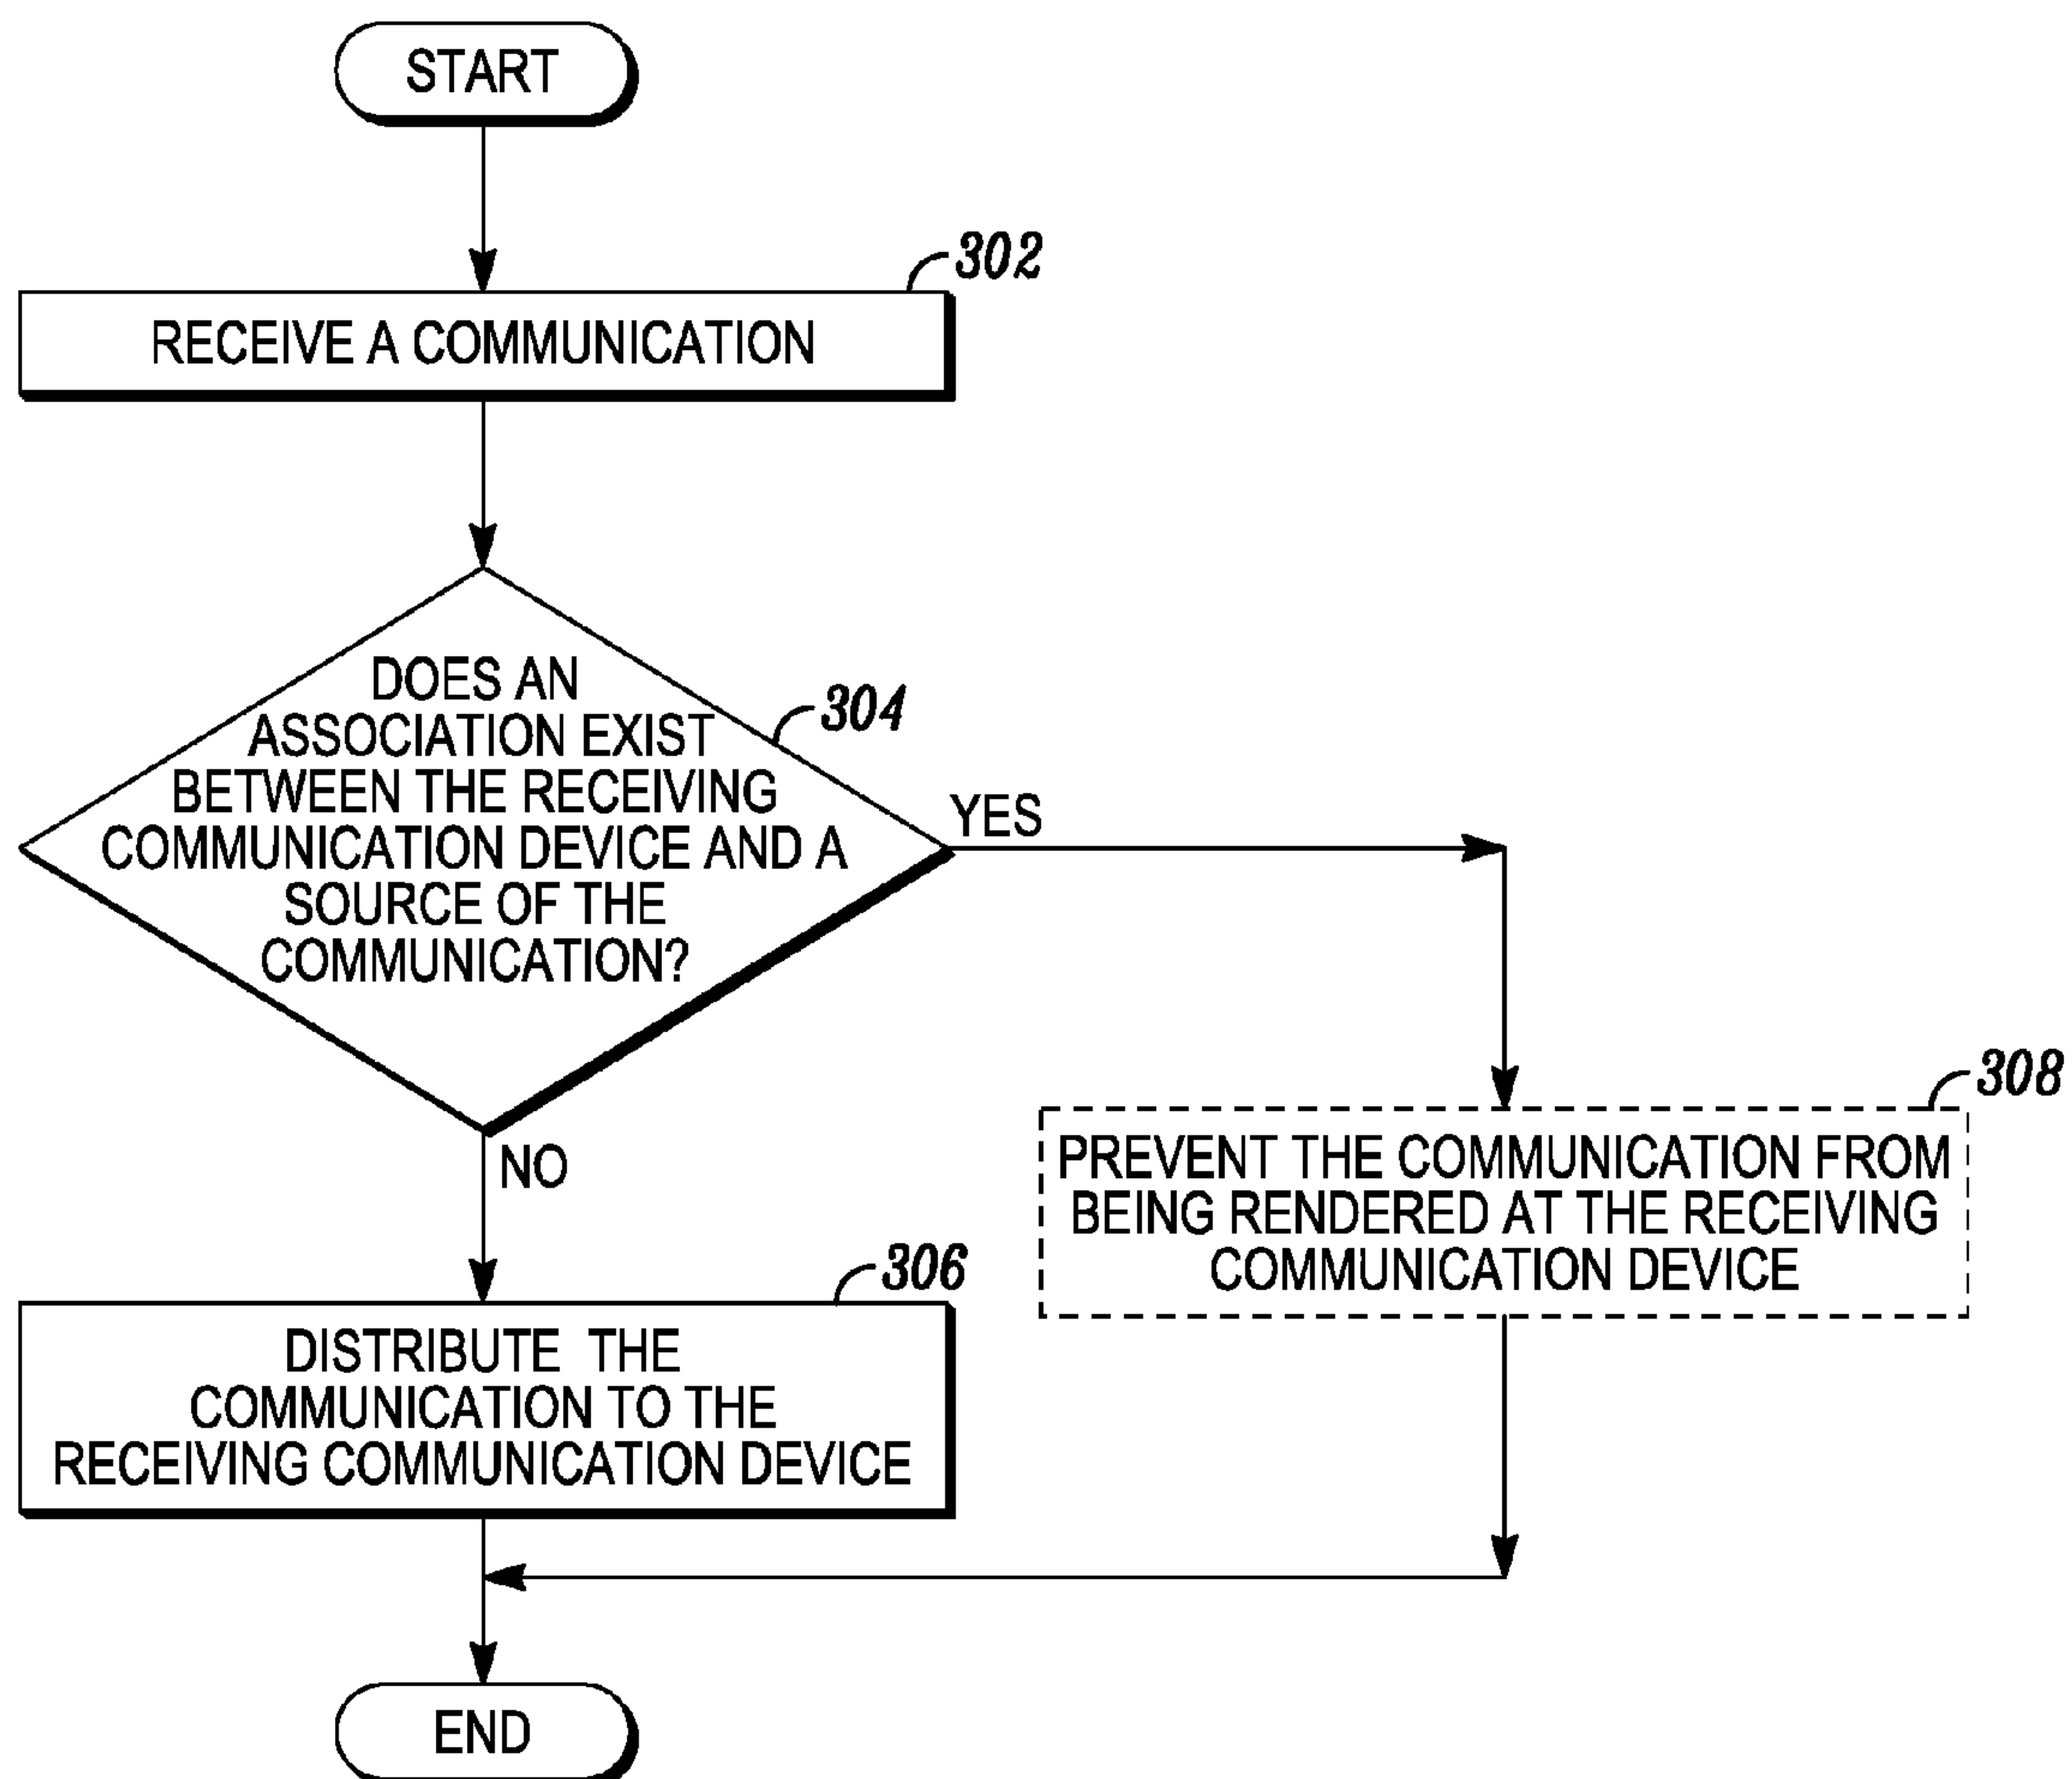 START
302
RECEIVE A COMMUNICATION
DOES AN
ASSOCIATION EXIST
BETWEEN THE RECEIVING
COMMUNICATION DEVICE AND A
SOURCE OF THE
COMMUNICATION?
304
YES
NO
308
PREVENT THE COMMUNICATION FROM
BEING RENDERED AT THE RECEIVING
COMMUNICATION DEVICE
306
DISTRIBUTE THE
COMMUNICATION TO THE
RECEIVING COMMUNICATION DEVICE
END